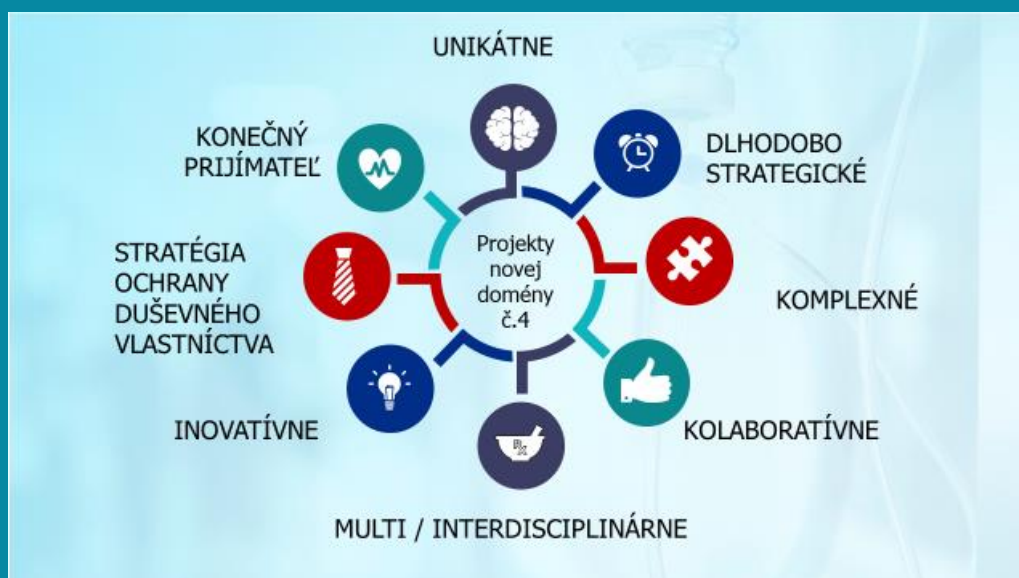 UNIKÁTNE
DLHODOBO
STRATEGICKÉ
KOMPLEXNÉ
KOLABORATÍVNE
MULTI / INTERDISCIPLINÁRNE
INOVATÍVNE
STRATÉGIA
OCHRANY
DUŠEVNÉHO
VLASTNÍCTVA
KONEČNÝ
PRIJÍMATEĽ
Projekty
novej
domény
č.4